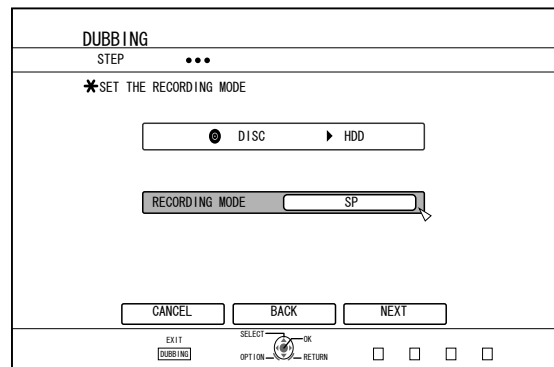 DUBBING
STEP
*SET THE RECORDING MODE
DISC HDD
RECORDING MODE SP
CANCEL BACK NEXT
EXIT SELECT OK
DUBBING OPTION RETURN